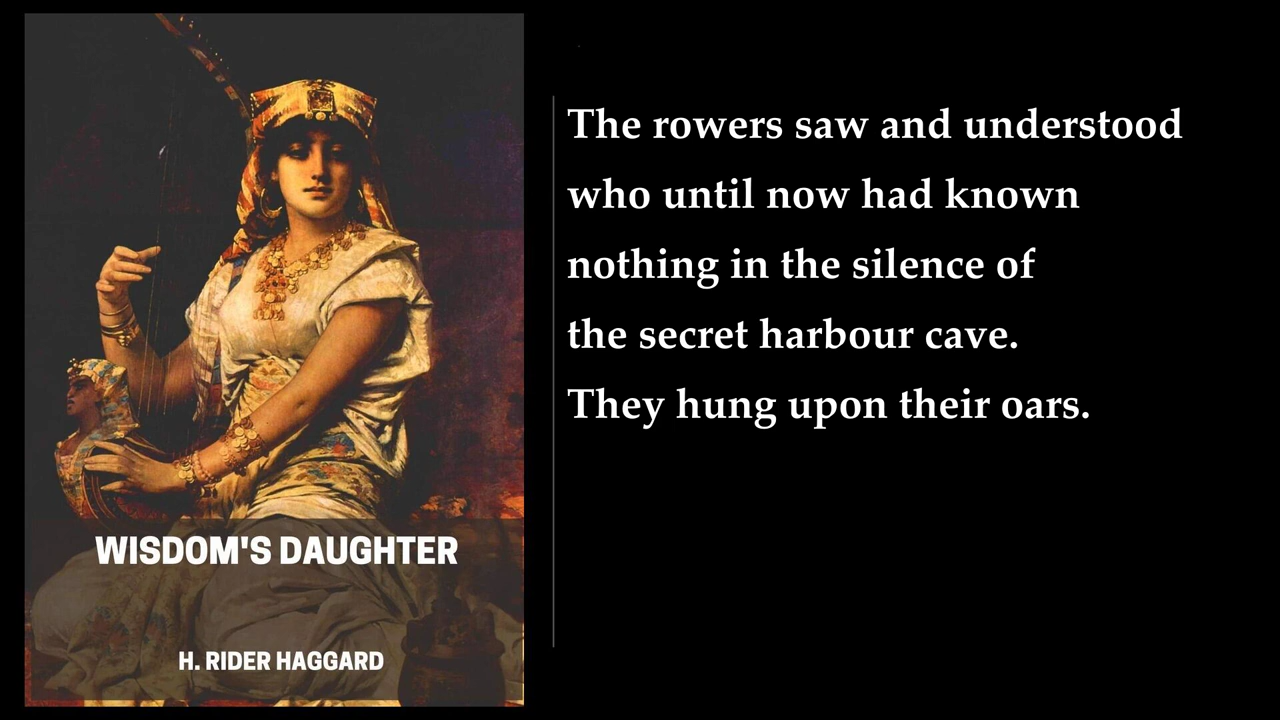 WISDOM'S DAUGHTER
H. RIDER HAGGARD
The rowers saw and understood
who until now had known
nothing in the silence of
the secret harbour cave.
They hung upon their oars.